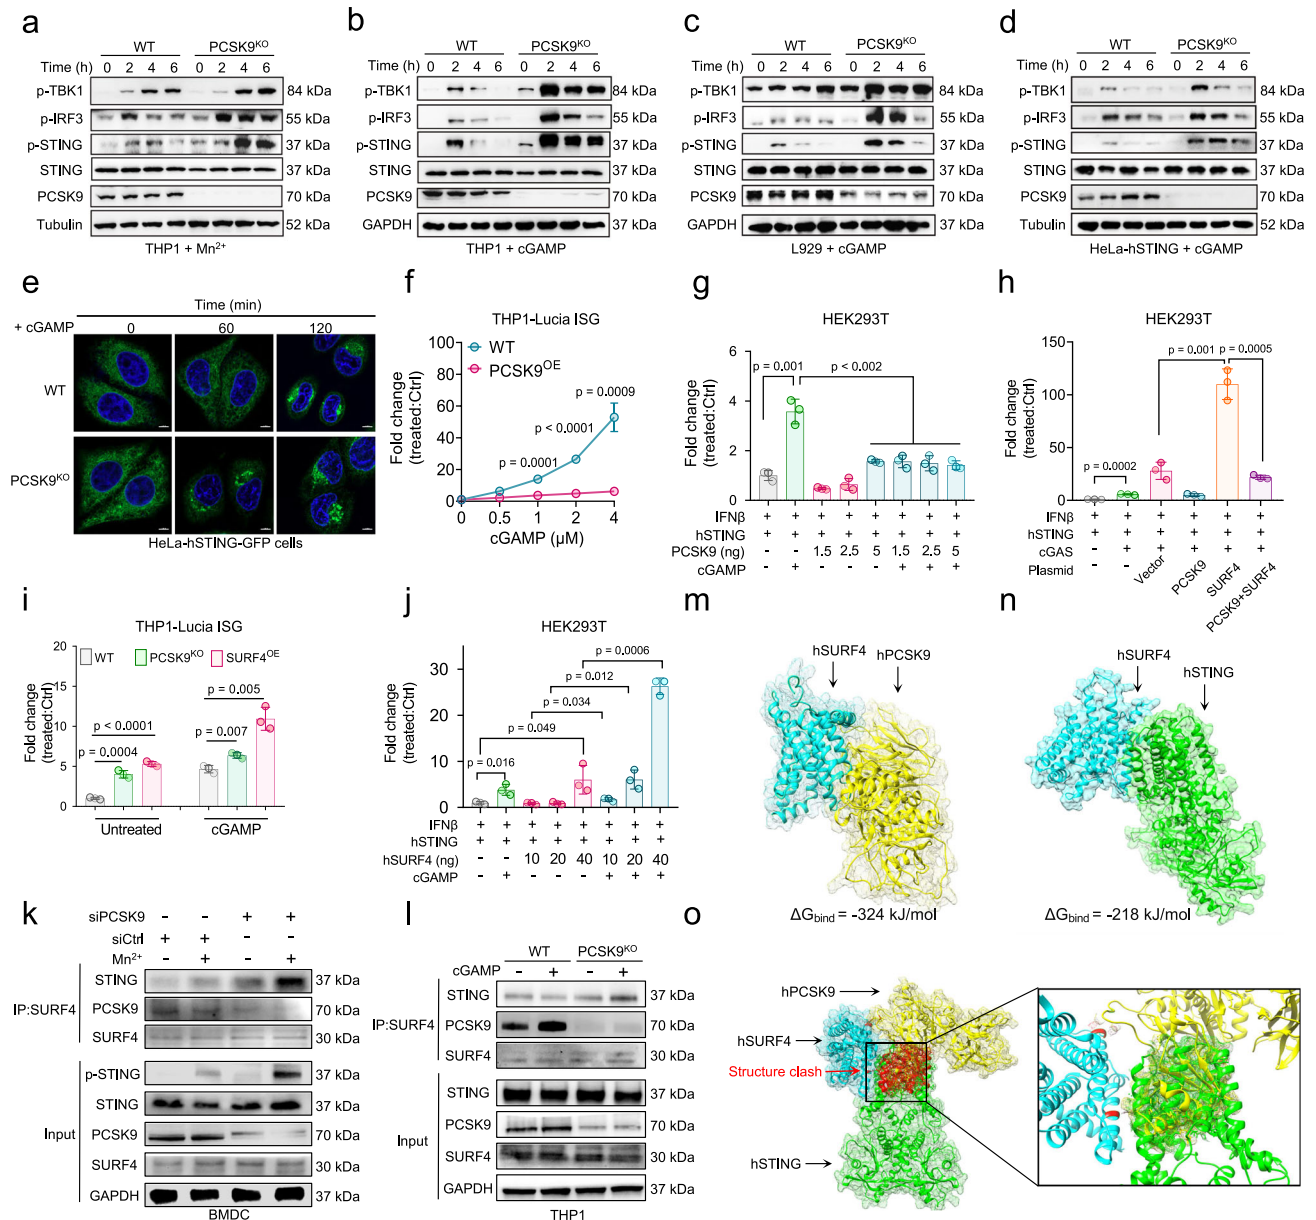 a
WT PCSK9KO
Time (h) 0 2 4 6 0 2 4 6
p-TBK1 84 kDa
p-IRF3 55 kDa
p-STING 37 kDa
STING 37 kDa
PCSK9 70 kDa
Tubulin 52 kDa
THP1 + Mn2+
b
WT PCSK9KO
Time (h) 0 2 4 6 0 2 4 6
p-TBK1 84 kDa
p-IRF3 55 kDa
p-STING 37 kDa
STING 37 kDa
PCSK9 70 kDa
GAPDH 37 kDa
THP1 + cGAMP
c
WT PCSK9KO
Time (h) 0 2 4 6 0 2 4 6
p-TBK1 84 kDa
p-IRF3 55 kDa
p-STING 37 kDa
STING 37 kDa
PCSK9 70 kDa
GAPDH 37 kDa
L929 + cGAMP
d
WT PCSK9KO
Time (h) 0 2 4 6 0 2 4 6
p-TBK1 84 kDa
p-IRF3 55 kDa
p-STING 37 kDa
STING 37 kDa
PCSK9 70 kDa
Tubulin 52 kDa
HeLa-hSTING + cGAMP
e
Time (min)
+ cGAMP 0 60 120
WT
PCSK9KO
HeLa-hSTING-GFP cells
f
THP1-Lucia ISG
Fold change
(treated:Ctrl)
100
80
60
40
20
0
WT
PCSK9OE
p = 0.0009
p < 0.0001
p = 0.0001
0 0.5 1 2 4
cGAMP (µM)
g
HEK293T
Fold change
(treated:Ctrl)
6
4
2
0
p = 0.001
p < 0.002
IFNβ + + + + + + + +
hSTING + + + + + + + +
PCSK9 (ng) - - 1.5 2.5 5 1.5 2.5 5
cGAMP - + - - - + + +
h
HEK293T
Fold change
(treated:Ctrl)
150
100
50
0
p = 0.001 p = 0.0005
p = 0.0002
IFNβ + + + + + +
hSTING + + + + + +
cGAS - + + + + +
Plasmid - - Vector PCSK9 SURF4 PCSK9+SURF4
i
THP1-Lucia ISG
Fold change
(treated:Ctrl)
20
15
10
5
0
WT PCSK9KO SURF4OE
p = 0.005
p < 0.0001 p = 0.007
p = 0.0004
Untreated cGAMP
j
HEK293T
Fold change
(treated:Ctrl)
30
20
10
0
p = 0.0006
p = 0.012
p = 0.034
p = 0.049
p = 0.016
IFNβ + + + + + + + +
hSTING + + + + + + + +
hSURF4 (ng) - - 10 20 40 10 20 40
cGAMP - + - - - + + +
m
hSURF4 hPCSK9
ΔGbind = -324 kJ/mol
n
hSURF4
hSTING
ΔGbind = -218 kJ/mol
k
siPCSK9 - - + +
siCtrl + + - -
Mn2+ - + - +
IP:SURF4
STING 37 kDa
PCSK9 70 kDa
SURF4 30 kDa
Input
p-STING 37 kDa
STING 37 kDa
PCSK9 70 kDa
SURF4 30 kDa
GAPDH 37 kDa
BMDC
l
WT PCSK9KO
cGAMP - + - +
IP:SURF4
STING 37 kDa
PCSK9 70 kDa
SURF4 30 kDa
Input
STING 37 kDa
PCSK9 70 kDa
SURF4 30 kDa
GAPDH 37 kDa
THP1
o
hPCSK9
hSURF4
Structure clash
hSTING